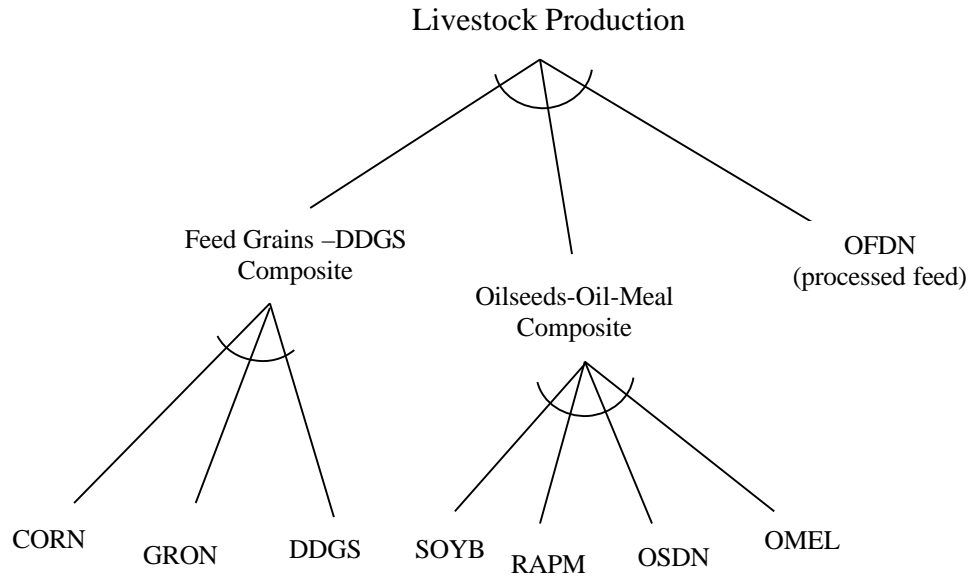 Livestock Production
Feed Grains –DDGS
Composite
OFDN
(processed feed)
Oilseeds-Oil-Meal
Composite
CORN
GRON
DDGS
SOYB
RAPM
OSDN
OMEL